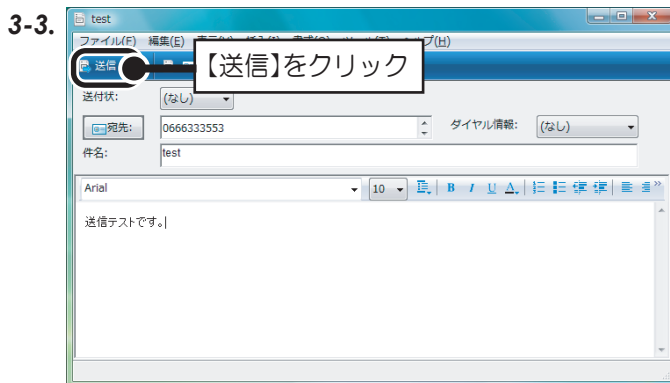 3-3.
test
ファイル(F) 編集(E)
ヘルプ(H)
送信
【送信】をクリック
送付状: (なし)
宛先: 0666333553 ダイヤル情報: (なし)
件名: test
Arial 10 B I U A
送信テストです。